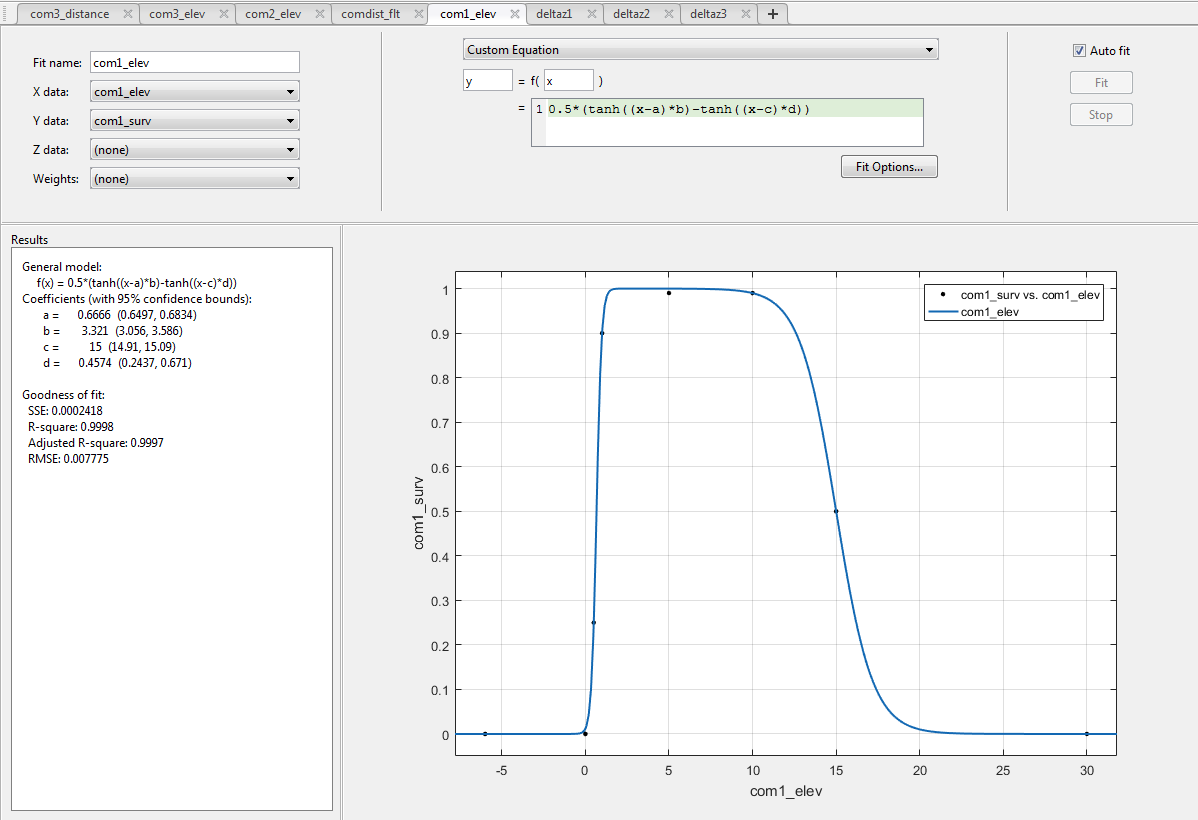 com3_distance com3_elev com2_elev comdist_flt com1_elev deltaz1 deltaz2 deltaz3 +
Fit name: com1_elev
X data: com1_elev
Y data: com1_surv
Z data: (none)
Weights: (none)
Custom Equation
y = f( x )
= 1 0.5*(tanh((x-a)*b)-tanh((x-c)*d))
Fit Options...
Auto fit
Fit
Stop
Results
General model:
f(x) = 0.5*(tanh((x-a)*b)-tanh((x-c)*d))
Coefficients (with 95% confidence bounds):
a = 0.6666 (0.6497, 0.6834)
b = 3.321 (3.056, 3.586)
c = 15 (14.91, 15.09)
d = 0.4574 (0.2437, 0.671)
Goodness of fit:
SSE: 0.0002418
R-square: 0.9998
Adjusted R-square: 0.9997
RMSE: 0.007775
com1_surv vs. com1_elev
com1_elev
1
0.9
0.8
0.7
0.6
0.5
0.4
0.3
0.2
0.1
0
com1_surv
-5 0 5 10 15 20 25 30
com1_elev